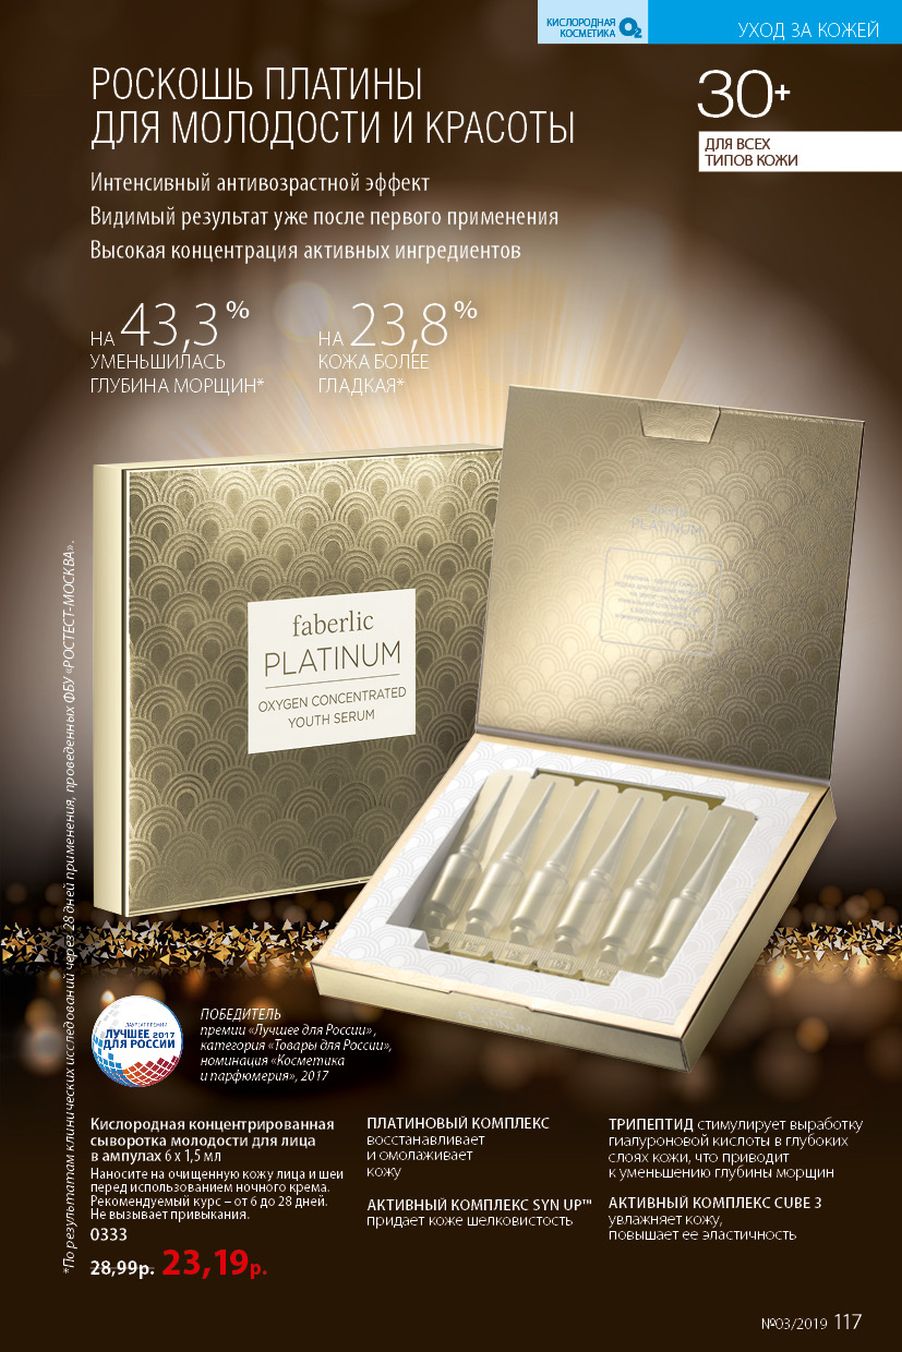 КИСЛОРОДНАЯ
КОСМЕТИКА O2
УХОД ЗА КОЖЕЙ
РОСКОШЬ ПЛАТИНЫ
ДЛЯ МОЛОДОСТИ И КРАСОТЫ
30+
ДЛЯ ВСЕХ
ТИПОВ КОЖИ
Интенсивный антивозрастной эффект
Видимый результат уже после первого применения
Высокая концентрация активных ингредиентов
НА 43,3%
УМЕНЬШИЛАСЬ
ГЛУБИНА МОРЩИН*
НА 23,8%
КОЖА БОЛЕЕ
ГЛАДКАЯ*
faberlic
PLATINUM
faberlic
PLATINUM
OXYGEN CONCENTRATED
YOUTH SERUM
PLATINUM
*По результатам клинических исследований через 28 дней применения, проведенных ФБУ «РОСТЕСТ-МОСКВА».
ЛАУРЕАТ ПРЕМИИ
ЛУЧШЕЕ 2017
ДЛЯ РОССИИ
ПОБЕДИТЕЛЬ
премии «Лучшее для России»,
категория «Товары для России»,
номинация «Косметика
и парфюмерия», 2017
Кислородная концентрированная
сыворотка молодости для лица
в ампулах 6 х 1,5 мл
Наносите на очищенную кожу лица и шеи
перед использованием ночного крема.
Рекомендуемый курс – от 6 до 28 дней.
Не вызывает привыкания.
0333
28,99р. 23,19р.
ПЛАТИНОВЫЙ КОМПЛЕКС
восстанавливает
и омолаживает
кожу
АКТИВНЫЙ КОМПЛЕКС SYN UP™
придает коже шелковистость
ТРИПЕПТИД стимулирует выработку
гиалуроновой кислоты в глубоких
слоях кожи, что приводит
к уменьшению глубины морщин
АКТИВНЫЙ КОМПЛЕКС CUBE 3
увлажняет кожу,
повышает ее эластичность
№03/2019 117